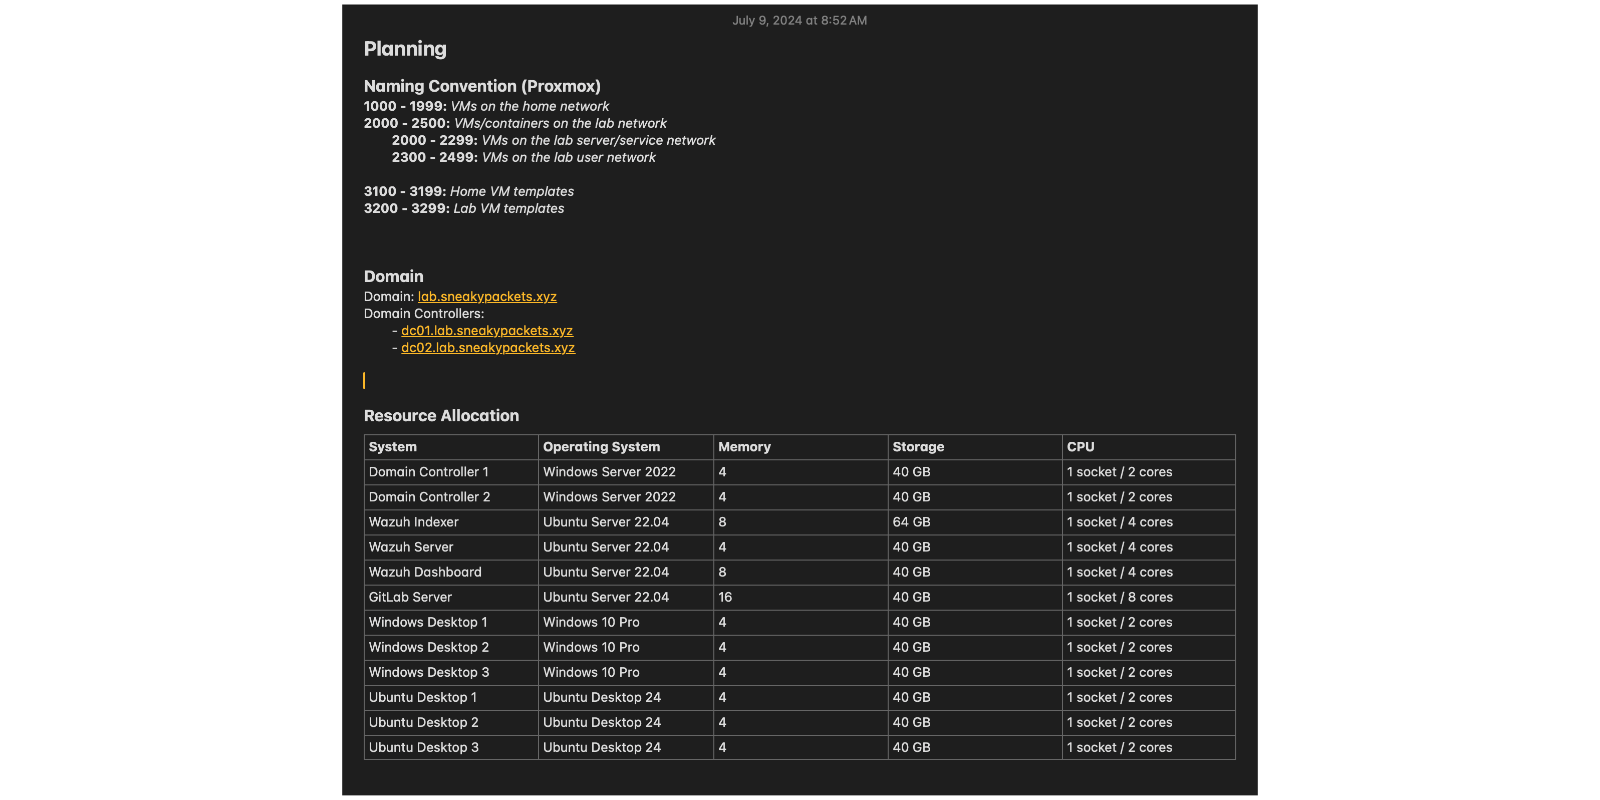 July 9, 2024 at 8:52 AM
Planning
Naming Convention (Proxmox)
1000 - 1999: VMs on the home network
2000 - 2500: VMs/containers on the lab network
2000 - 2299: VMs on the lab server/service network
2300 - 2499: VMs on the lab user network
3100 - 3199: Home VM templates
3200 - 3299: Lab VM templates
Domain
Domain: lab.sneakypackets.xyz
Domain Controllers:
- dc01.lab.sneakypackets.xyz
- dc02.lab.sneakypackets.xyz
Resource Allocation
System Operating System Memory Storage CPU
Domain Controller 1 Windows Server 2022 4 40 GB 1 socket / 2 cores
Domain Controller 2 Windows Server 2022 4 40 GB 1 socket / 2 cores
Wazuh Indexer Ubuntu Server 22.04 8 64 GB 1 socket / 4 cores
Wazuh Server Ubuntu Server 22.04 4 40 GB 1 socket / 4 cores
Wazuh Dashboard Ubuntu Server 22.04 8 40 GB 1 socket / 4 cores
GitLab Server Ubuntu Server 22.04 16 40 GB 1 socket / 8 cores
Windows Desktop 1 Windows 10 Pro 4 40 GB 1 socket / 2 cores
Windows Desktop 2 Windows 10 Pro 4 40 GB 1 socket / 2 cores
Windows Desktop 3 Windows 10 Pro 4 40 GB 1 socket / 2 cores
Ubuntu Desktop 1 Ubuntu Desktop 24 4 40 GB 1 socket / 2 cores
Ubuntu Desktop 2 Ubuntu Desktop 24 4 40 GB 1 socket / 2 cores
Ubuntu Desktop 3 Ubuntu Desktop 24 4 40 GB 1 socket / 2 cores